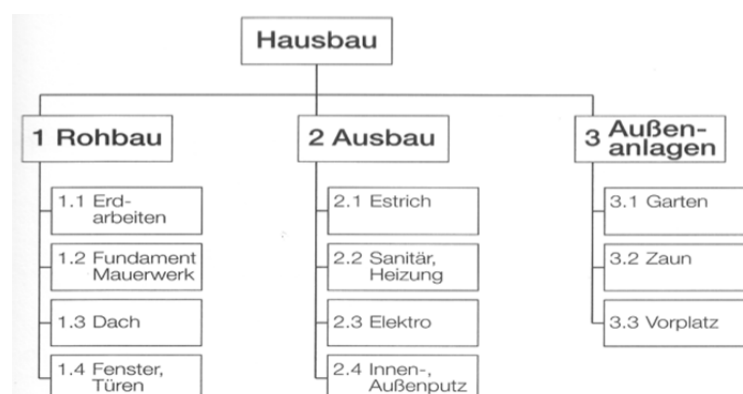 Hausbau
1 Rohbau
1.1 Erd-
arbeiten
1.2 Fundament
Mauerwerk
1.3 Dach
1.4 Fenster,
Türen
2 Ausbau
2.1 Estrich
2.2 Sanitär,
Heizung
2.3 Elektro
2.4 Innen-,
Außenputz
3 Außen-
anlagen
3.1 Garten
3.2 Zaun
3.3 Vorplatz